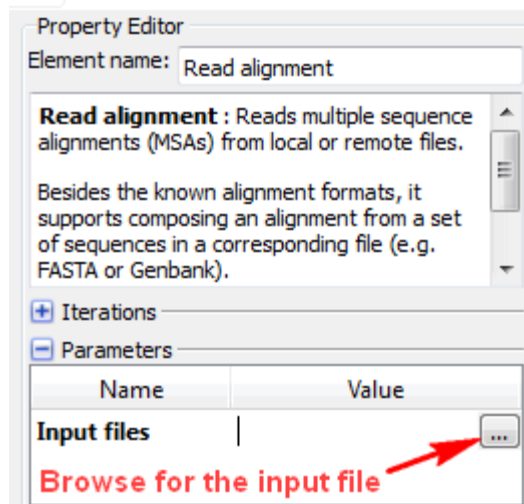 Property Editor
Element name: Read alignment
Read alignment : Reads multiple sequence
alignments (MSAs) from local or remote files.
Besides the known alignment formats, it
supports composing an alignment from a set
of sequences in a corresponding file (e.g.
FASTA or Genbank).
Iterations
Parameters
Name Value
Input files ...
Browse for the input file